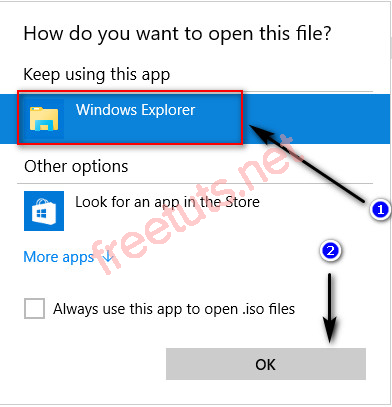 How do you want to open this file?
Keep using this app
Windows Explorer
Other options
Look for an app in the Store
freetuts.net
1
2
More apps ↓
Always use this app to open .iso files
OK